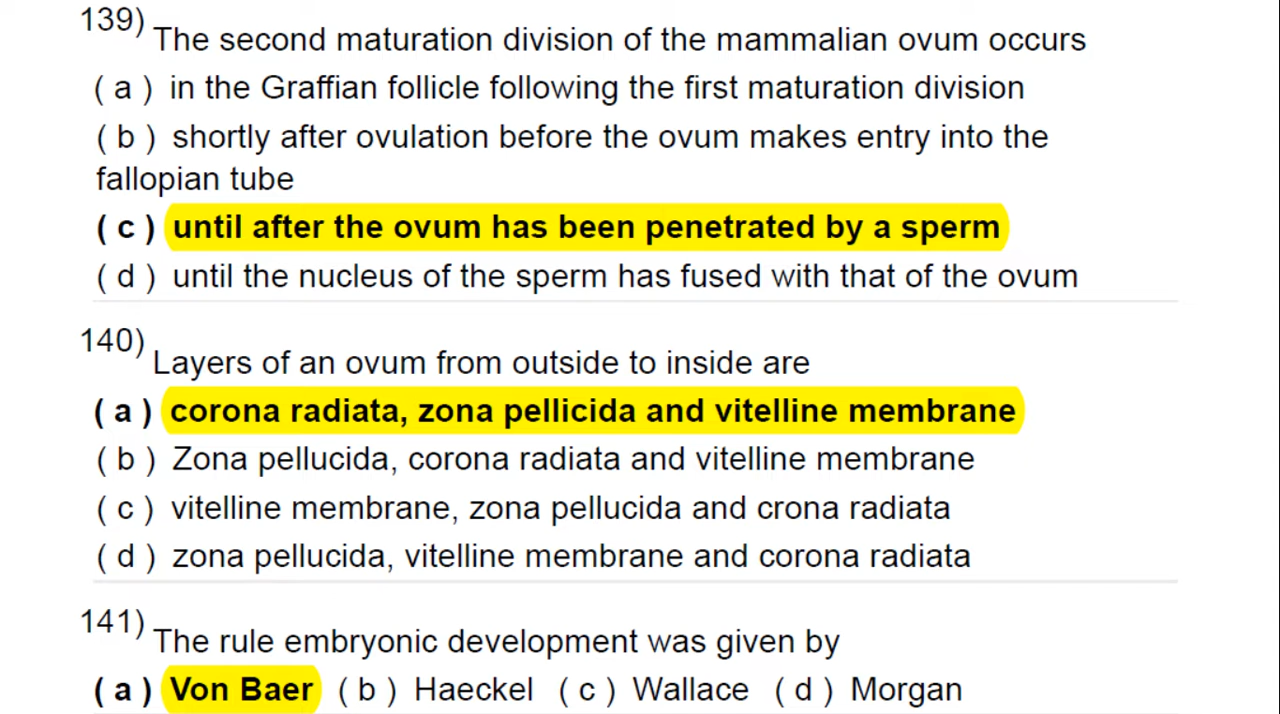 139) The second maturation division of the mammalian ovum occurs
( a ) in the Graffian follicle following the first maturation division
( b ) shortly after ovulation before the ovum makes entry into the
fallopian tube
( c ) until after the ovum has been penetrated by a sperm
( d ) until the nucleus of the sperm has fused with that of the ovum
140) Layers of an ovum from outside to inside are
( a ) corona radiata, zona pellicida and vitelline membrane
( b ) Zona pellucida, corona radiata and vitelline membrane
( c ) vitelline membrane, zona pellucida and crona radiata
( d ) zona pellucida, vitelline membrane and corona radiata
141) The rule embryonic development was given by
( a ) Von Baer ( b ) Haeckel ( c ) Wallace ( d ) Morgan